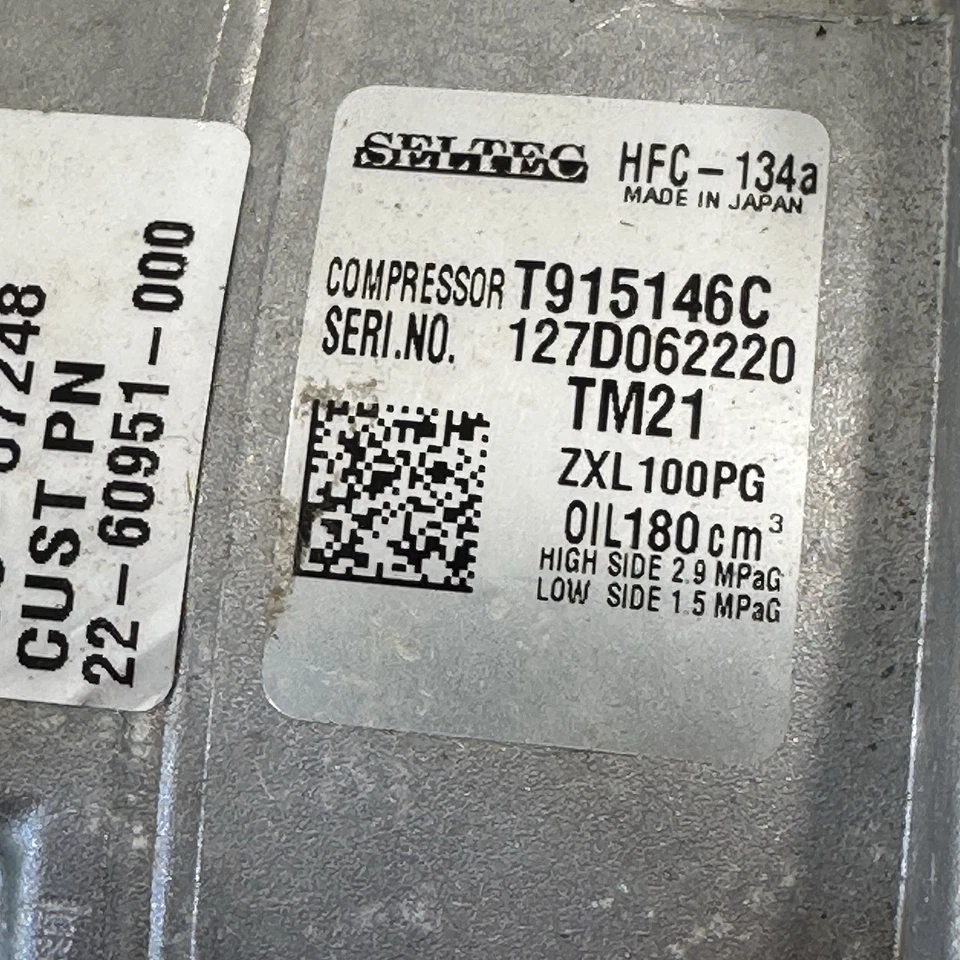 SELTEC HFC-134a
MADE IN JAPAN
COMPRESSOR T915146C
SERI.NO. 127D062220
TM21
ZXL100PG
OIL180cm³
HIGH SIDE 2.9 MPaG
LOW SIDE 1.5 MPaG
CUST PN
22-60951-000